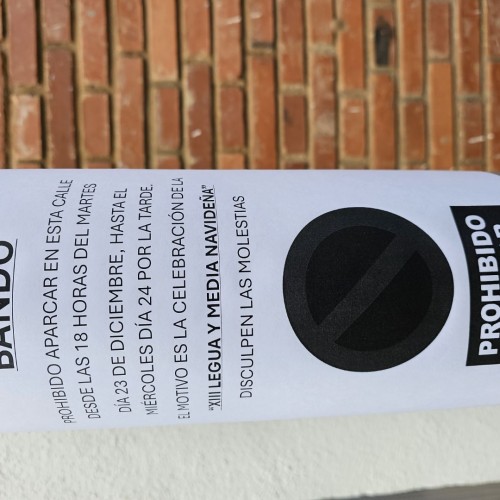 BANDO
PROHIBIDO APARCAR EN ESTA CALLE
DESDE LAS 18 HORAS DEL MARTES
DÍA 23 DE DICIEMBRE, HASTA EL
MIÉRCOLES DÍA 24 POR LA TARDE.
EL MOTIVO ES LA CELEBRACIÓN DE LA
"XIII LEGUA Y MEDIA NAVIDEÑA"
DISCULPEN LAS MOLESTIAS
PROHIBIDO